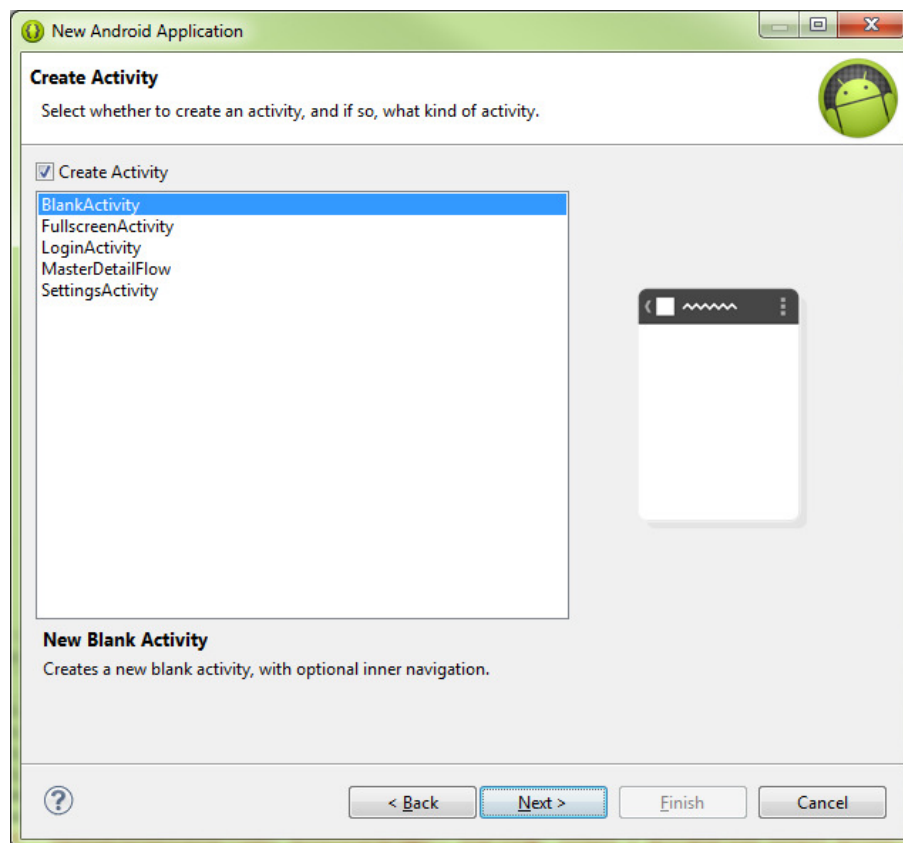 New Android Application
Create Activity
Select whether to create an activity, and if so, what kind of activity.
Create Activity
BlankActivity
FullscreenActivity
LoginActivity
MasterDetailFlow
SettingsActivity
New Blank Activity
Creates a new blank activity, with optional inner navigation.
? < Back Next > Finish Cancel